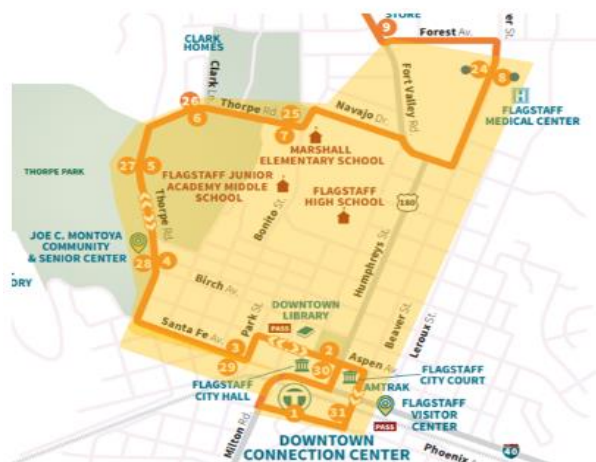 STORE
9
Forest Av.
er St.
CLARK
HOMES
Clark Ln.
Fort Valley Rd.
24
8
FLAGSTAFF
MEDICAL CENTER
26
6
Thorpe Rd.
25
7
Navajo Dr.
MARSHALL
ELEMENTARY SCHOOL
THORPE PARK
27
5
FLAGSTAFF JUNIOR
ACADEMY MIDDLE
SCHOOL
FLAGSTAFF
HIGH SCHOOL
180
Thorpe Rd.
Bonito St.
JOE C. MONTOYA
COMMUNITY
& SENIOR CENTER
ORY
28
4
Humphreys St.
Birch Av.
Beaver St.
Leroux St.
Santa Fe Av.
Park St.
DOWNTOWN
LIBRARY
PASS
3
29
2
30
Aspen Av.
FLAGSTAFF
CITY COURT
FLAGSTAFF
CITY HALL
AMTRAK
FLAGSTAFF
VISITOR
CENTER
PASS
1
31
Milton Rd.
DOWNTOWN
CONNECTION CENTER
Phoenix A
40